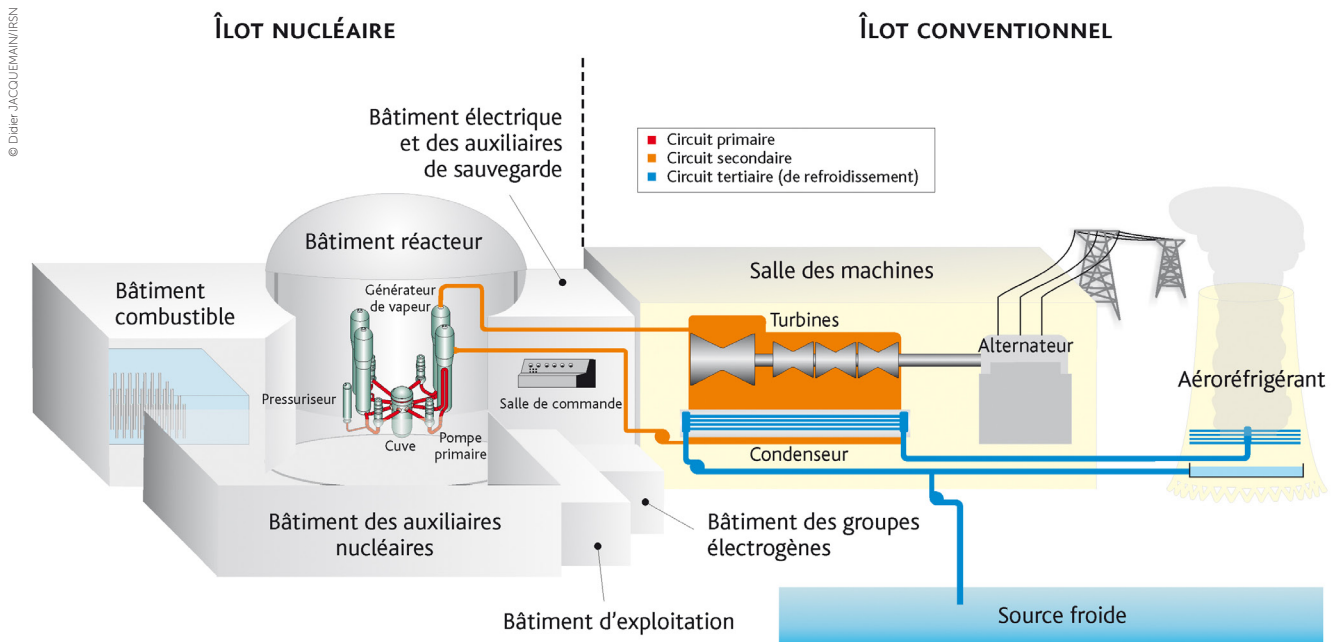 © Didier JACQUEMAIN/IRSN
ÎLOT NUCLÉAIRE
ÎLOT CONVENTIONNEL
Bâtiment électrique
et des auxiliaires
de sauvegarde
Circuit primaire
Circuit secondaire
Circuit tertiaire (de refroidissement)
Bâtiment réacteur
Salle des machines
Bâtiment
combustible
Générateur
de vapeur
Turbines
Alternateur
Aéroréfrigérant
Pressuriseur
Salle de commande
Cuve
Pompe
primaire
Condenseur
Bâtiment des auxiliaires
nucléaires
Bâtiment des groupes
électrogènes
Bâtiment d'exploitation
Source froide